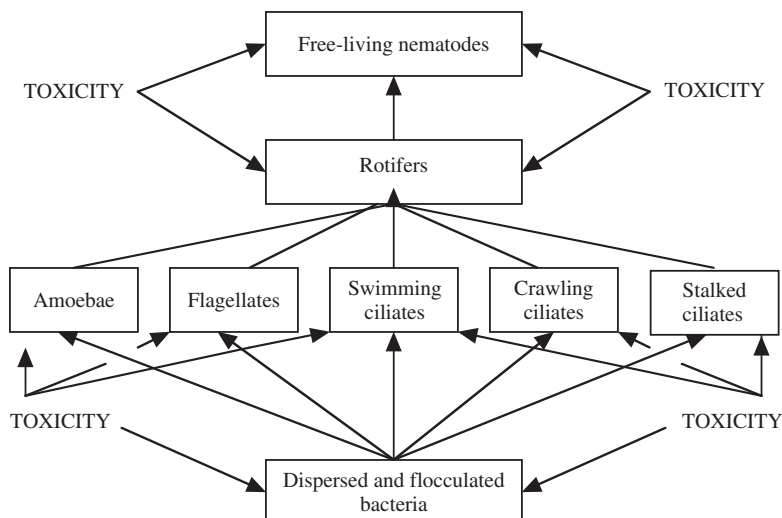 Free-living nematodes
TOXICITY
TOXICITY
Rotifers
Amoebae
Flagellates
Swimming
ciliates
Crawling
ciliates
Stalked
ciliates
TOXICITY
TOXICITY
Dispersed and flocculated
bacteria